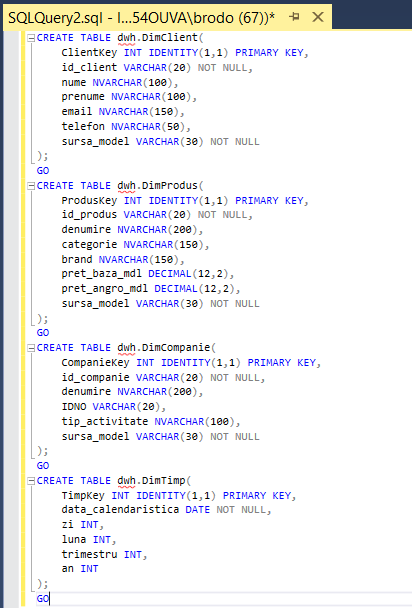 SQLQuery2.sql - I...54OUVA\brodo (67))*
CREATE TABLE dwh.DimClient(
ClientKey INT IDENTITY(1,1) PRIMARY KEY,
id_client VARCHAR(20) NOT NULL,
nume NVARCHAR(100),
prenume NVARCHAR(100),
email NVARCHAR(150),
telefon NVARCHAR(50),
sursa_model VARCHAR(30) NOT NULL
);
GO
CREATE TABLE dwh.DimProdus(
ProdusKey INT IDENTITY(1,1) PRIMARY KEY,
id_produs VARCHAR(20) NOT NULL,
denumire NVARCHAR(200),
categorie NVARCHAR(150),
brand NVARCHAR(150),
pret_baza_mdl DECIMAL(12,2),
pret_angro_mdl DECIMAL(12,2),
sursa_model VARCHAR(30) NOT NULL
);
GO
CREATE TABLE dwh.DimCompanie(
CompanieKey INT IDENTITY(1,1) PRIMARY KEY,
id_companie VARCHAR(20) NOT NULL,
denumire NVARCHAR(200),
IDNO VARCHAR(20),
tip_activitate NVARCHAR(100),
sursa_model VARCHAR(30) NOT NULL
);
GO
CREATE TABLE dwh.DimTimp(
TimpKey INT IDENTITY(1,1) PRIMARY KEY,
data_calendaristica DATE NOT NULL,
zi INT,
luna INT,
trimestru INT,
an INT
);
GO